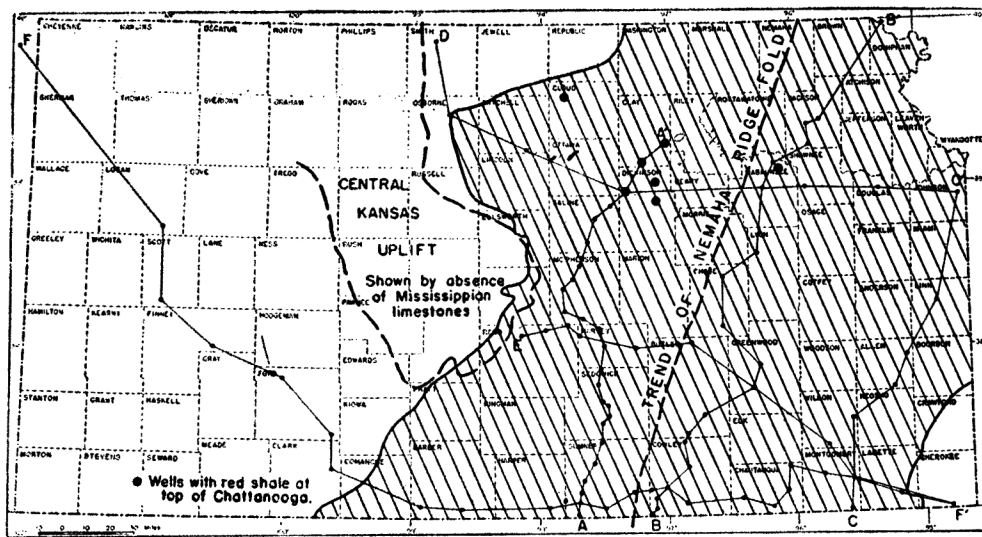 F
CHEYENNE RAWLINS DECATUR NORTON PHILLIPS SMITH JEWELL REPUBLIC WASHINGTON MARSHALL NEMAHA BROWN DONIPHAN
B'
D
SHERMAN THOMAS SHERIDAN GRAHAM ROOKS OSBORNE MITCHELL CLOUD CLAY RILEY POTTAWATOMIE JACKSON ATCHISON
JEFFERSON LEAVENWORTH
WYANDOTTE
A'
WALLACE LOGAN GOVE TREGO RUSSELL LINCOLN OTTAWA DICKINSON GEARY WABAUNSEE SHAWNEE
C'
CENTRAL
KANSAS
UPLIFT
ELLSWORTH SALINE MORRIS OSAGE DOUGLAS JOHNSON
GREELEY WICHITA SCOTT LANE NESS RUSH MCPHERSON MARION CHASE LYON FRANKLIN MIAMI
Shown by absence
of Mississippian
limestones
TREND OF NEMAHA RIDGE FOLD
HAMILTON KEARNY FINNEY HODGEMAN PAWNEE COFFEY ANDERSON LINN
E
GRAY FORD EDWARDS HARVEY BUTLER GREENWOOD WOODSON ALLEN BOURBON
STANTON GRANT HASKELL KIOWA PRATT KINGMAN SEDGWICK ELK WILSON NEOSHO CRAWFORD
MORTON STEVENS SEWARD MEADE CLARK COMANCHE BARBER HARPER SUMNER COWLEY CHAUTAUQUA MONTGOMERY LABETTE CHEROKEE
Wells with red shale at
top of Chattanooga.
0 10 20 30 MILES
A B C F'